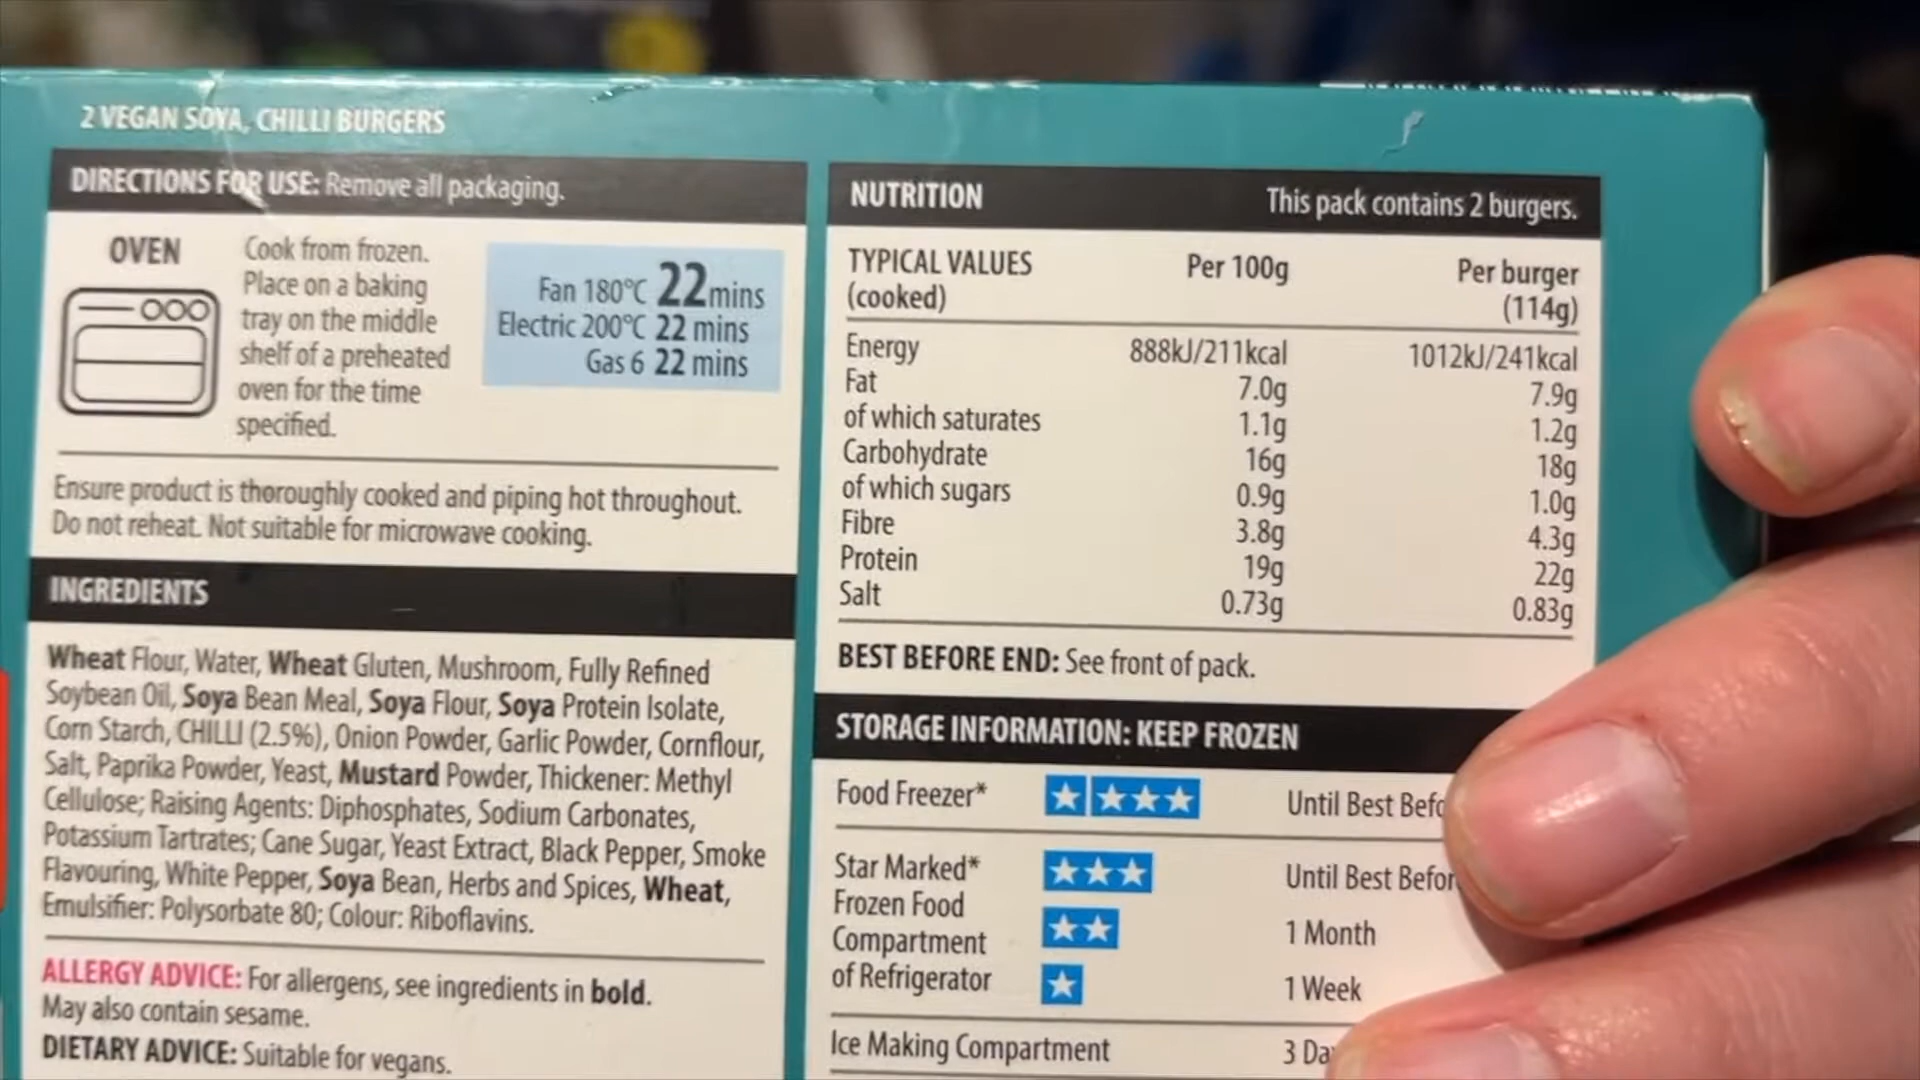 2 VEGAN SOYA, CHILLI BURGERS
DIRECTIONS FOR USE: Remove all packaging.
OVEN
Cook from frozen.
Place on a baking
tray on the middle
shelf of a preheated
oven for the time
specified.
Fan 180°C 22 mins
Electric 200°C 22 mins
Gas 6 22 mins
Ensure product is thoroughly cooked and piping hot throughout.
Do not reheat. Not suitable for microwave cooking.
INGREDIENTS
Wheat Flour, Water, Wheat Gluten, Mushroom, Fully Refined
Soybean Oil, Soya Bean Meal, Soya Flour, Soya Protein Isolate,
Corn Starch, CHILLI (2.5%), Onion Powder, Garlic Powder, Cornflour,
Salt, Paprika Powder, Yeast, Mustard Powder, Thickener: Methyl
Cellulose; Raising Agents: Diphosphates, Sodium Carbonates,
Potassium Tartrates; Cane Sugar, Yeast Extract, Black Pepper, Smoke
Flavouring, White Pepper, Soya Bean, Herbs and Spices, Wheat,
Emulsifier: Polysorbate 80; Colour: Riboflavins.
ALLERGY ADVICE: For allergens, see ingredients in bold.
May also contain sesame.
DIETARY ADVICE: Suitable for vegans.
NUTRITION This pack contains 2 burgers.
TYPICAL VALUES Per 100g Per burger
(cooked) (114g)
Energy 888kJ/211kcal 1012kJ/241kcal
Fat 7.0g 7.9g
of which saturates 1.1g 1.2g
Carbohydrate 16g 18g
of which sugars 0.9g 1.0g
Fibre 3.8g 4.3g
Protein 19g 22g
Salt 0.73g 0.83g
BEST BEFORE END: See front of pack.
STORAGE INFORMATION: KEEP FROZEN
Food Freezer* Until Best
Star Marked* Until Best
Frozen Food
Compartment 1 Month
of Refrigerator 1 Week
Ice Making Compartment 3